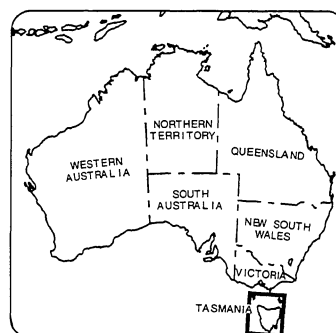 NORTHERN
TERRITORY
WESTERN
AUSTRALIA
QUEENSLAND
SOUTH
AUSTRALIA
NEW SOUTH
WALES
VICTORIA
TASMANIA